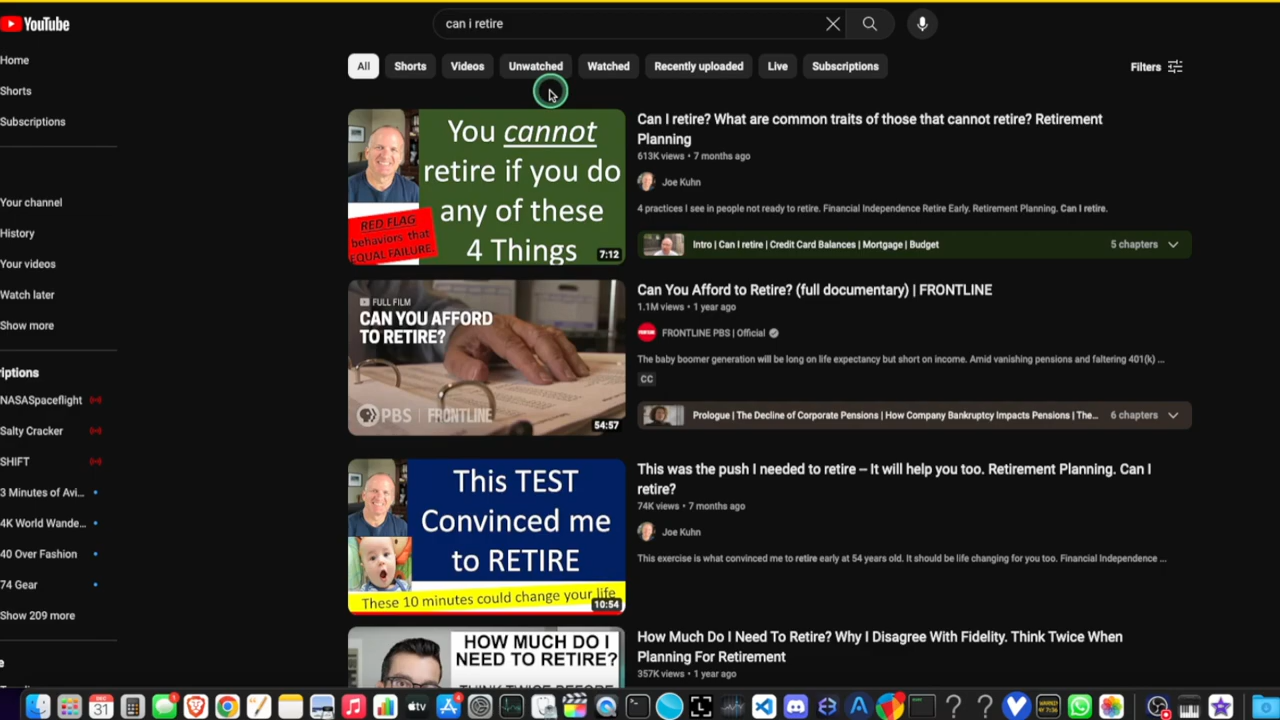 YouTube
can i retire
Home
Shorts
Subscriptions
Your channel
History
Your videos
Watch later
Show more
riptions
NASASpaceflight
Salty Cracker
SHIFT
3 Minutes of Avi...
4K World Wande...
40 Over Fashion
74 Gear
Show 209 more
e
All
Shorts
Videos
Unwatched
Watched
Recently uploaded
Live
Subscriptions
Filters
You cannot
retire if you do
any of these
4 Things
RED FLAG
behaviors that
EQUAL FAILURE.
7:12
Can I retire? What are common traits of those that cannot retire? Retirement
Planning
613K views • 7 months ago
Joe Kuhn
4 practices I see in people not ready to retire. Financial Independence Retire Early. Retirement Planning. Can I retire.
Intro | Can I retire | Credit Card Balances | Mortgage | Budget
5 chapters
FULL FILM
CAN YOU AFFORD
TO RETIRE?
PBS | FRONTLINE
54:57
Can You Afford to Retire? (full documentary) | FRONTLINE
1.1M views • 1 year ago
FRONTLINE PBS | Official
The baby boomer generation will be long on life expectancy but short on income. Amid vanishing pensions and faltering 401(k) ...
CC
Prologue | The Decline of Corporate Pensions | How Company Bankruptcy Impacts Pensions | The...
6 chapters
This TEST
Convinced me
to RETIRE
These 10 minutes could change your life
10:54
This was the push I needed to retire – It will help you too. Retirement Planning. Can I
retire?
74K views • 7 months ago
Joe Kuhn
This exercise is what convinced me to retire early at 54 years old. It should be life changing for you too. Financial Independence ...
HOW MUCH DO I
NEED TO RETIRE?
THINK TWICE BEFORE
How Much Do I Need To Retire? Why I Disagree With Fidelity. Think Twice When
Planning For Retirement
357K views • 1 year ago
DEC
31
1
tv
4